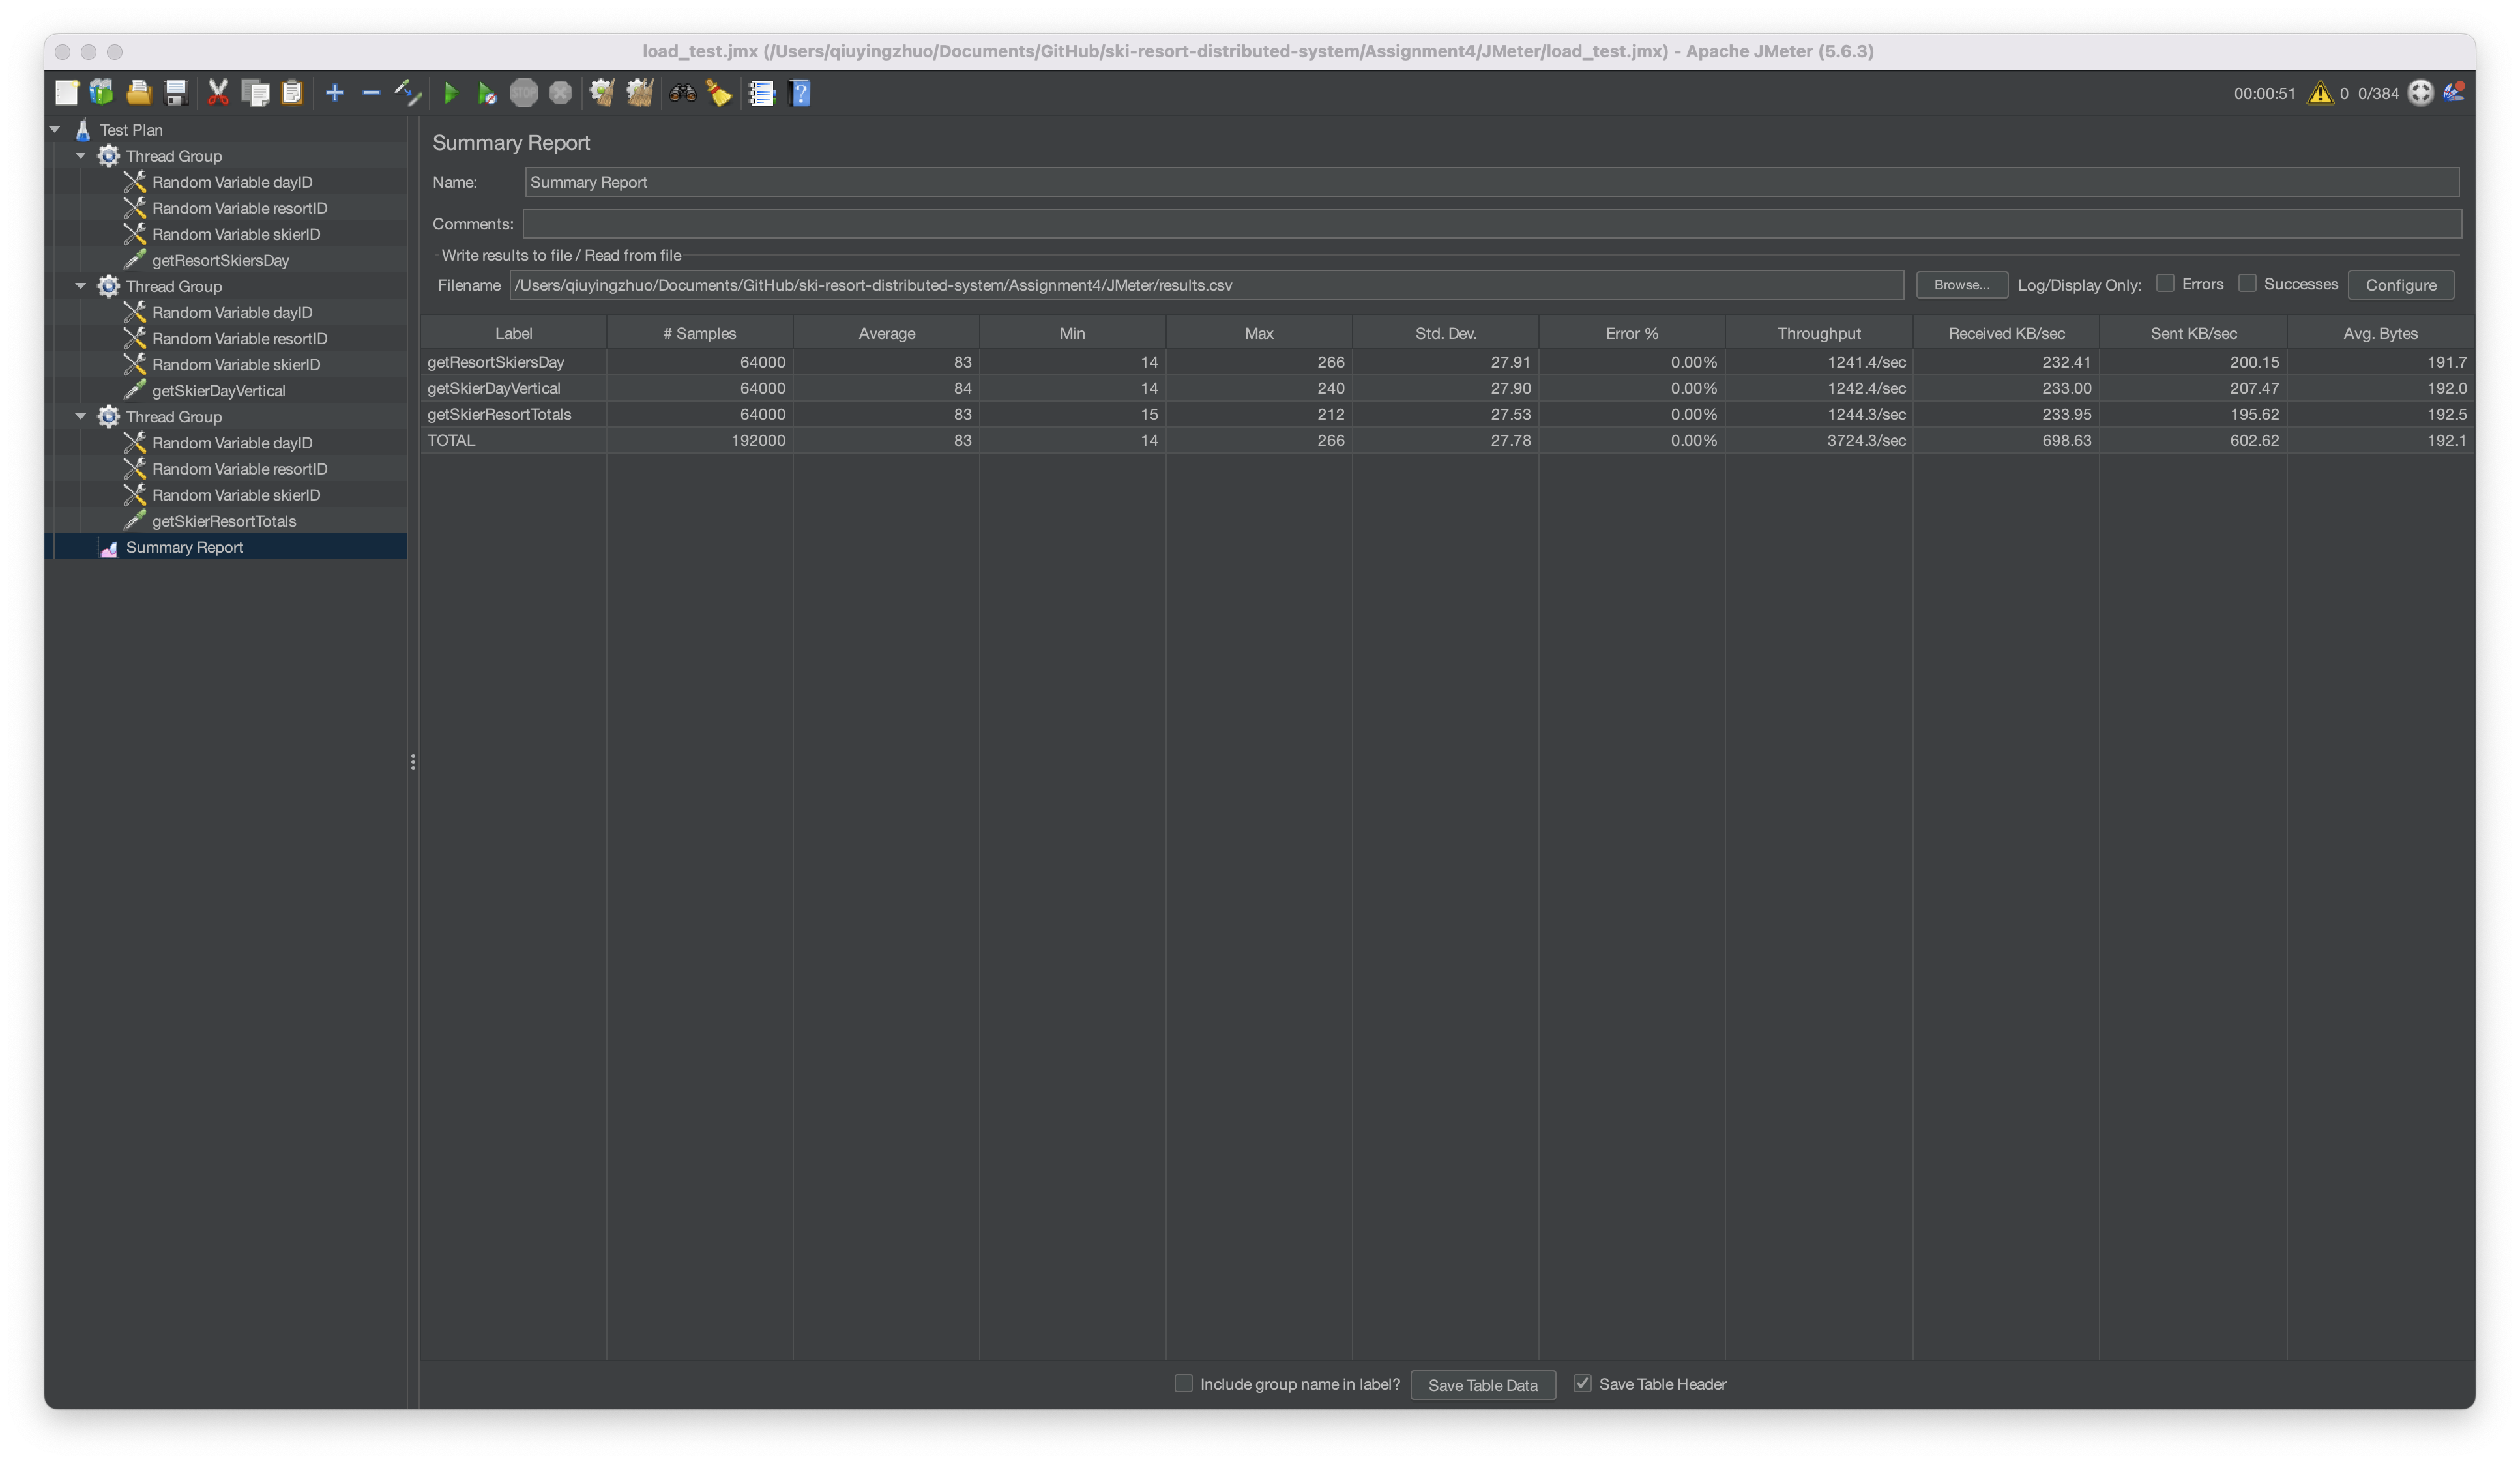 load_test.jmx (/Users/qiuyingzhuo/Documents/GitHub/ski-resort-distributed-system/Assignment4/JMeter/load_test.jmx) - Apache JMeter (5.6.3)
STOP
00:00:51 0 0/384
Test Plan
Thread Group
Random Variable dayID
Random Variable resortID
Random Variable skierID
getResortSkiersDay
Thread Group
Random Variable dayID
Random Variable resortID
Random Variable skierID
getSkierDayVertical
Thread Group
Random Variable dayID
Random Variable resortID
Random Variable skierID
getSkierResortTotals
Summary Report
Summary Report
Name: Summary Report
Comments:
Write results to file / Read from file
Filename /Users/qiuyingzhuo/Documents/GitHub/ski-resort-distributed-system/Assignment4/JMeter/results.csv Browse... Log/Display Only: Errors Successes Configure
Label # Samples Average Min Max Std. Dev. Error % Throughput Received KB/sec Sent KB/sec Avg. Bytes
getResortSkiersDay 64000 83 14 266 27.91 0.00% 1241.4/sec 232.41 200.15 191.7
getSkierDayVertical 64000 84 14 240 27.90 0.00% 1242.4/sec 233.00 207.47 192.0
getSkierResortTotals 64000 83 15 212 27.53 0.00% 1244.3/sec 233.95 195.62 192.5
TOTAL 192000 83 14 266 27.78 0.00% 3724.3/sec 698.63 602.62 192.1
Include group name in label? Save Table Data Save Table Header